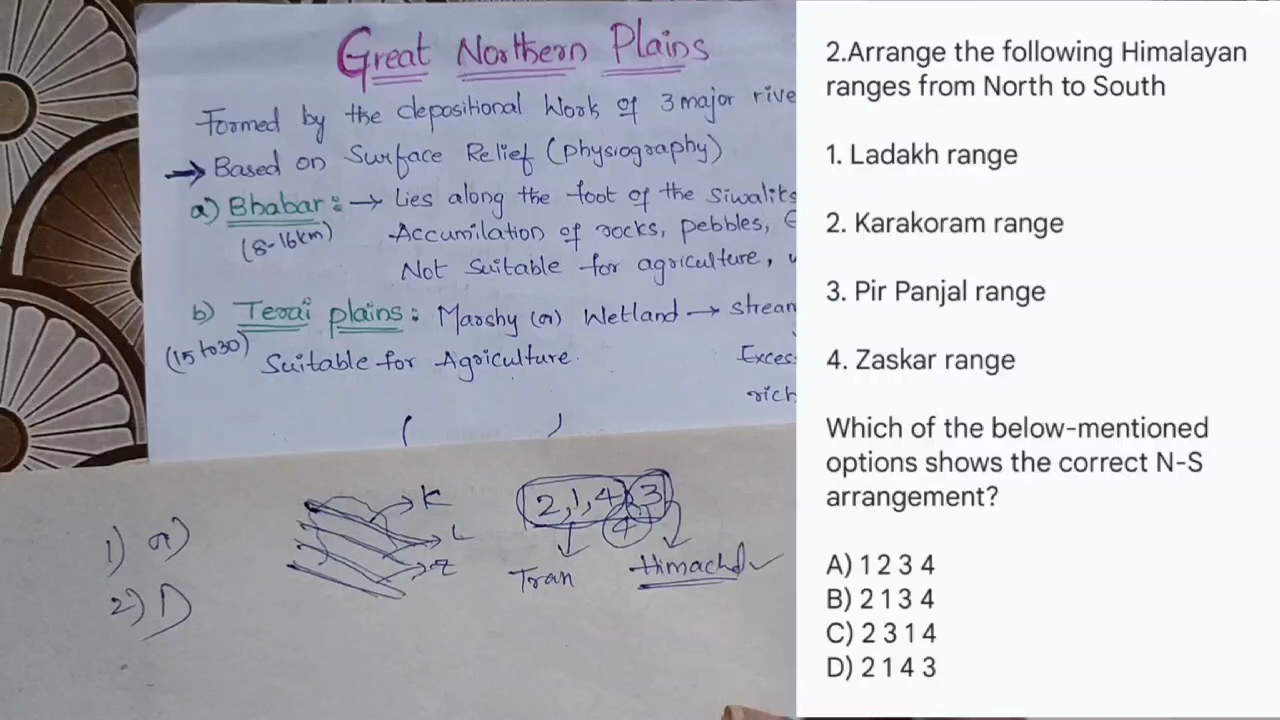 Great Northern Plains
Formed by the depositional Work of 3 major rive
→ Based on Surface Relief (Physiography)
a) Bhabar: → Lies along the foot of the Siwaliks
(8-16km)
Accumilation of rocks, pebbles,
Not suitable for agriculture,
b) Terai plains: Marshy (or) Wetland → stream
(15 to 30) Suitable for Agriculture.
Excess
rich
1) a)
2) D
K
L
Z
2,1,4, 3
4
Tran
Himachal
2.Arrange the following Himalayan
ranges from North to South
1. Ladakh range
2. Karakoram range
3. Pir Panjal range
4. Zaskar range
Which of the below-mentioned
options shows the correct N-S
arrangement?
A) 1 2 3 4
B) 2 1 3 4
C) 2 3 1 4
D) 2 1 4 3